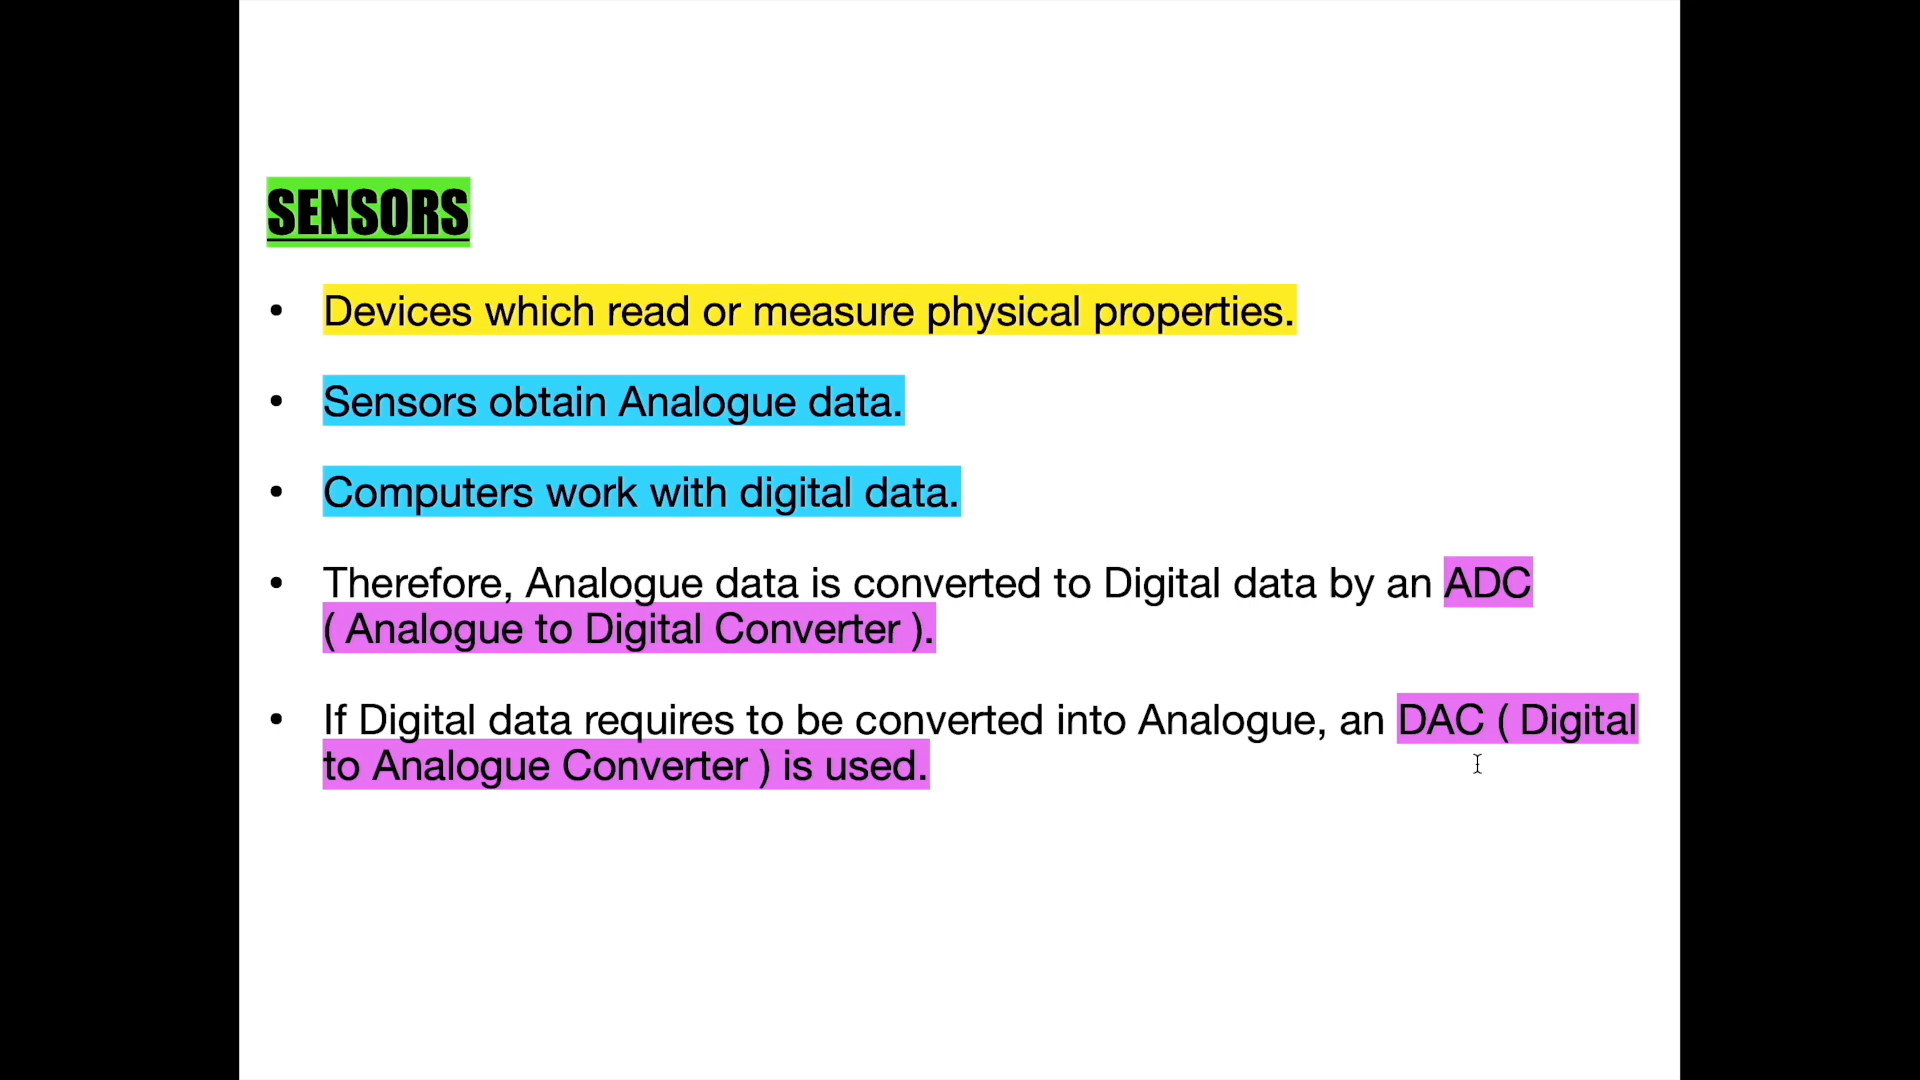 SENSORS
• Devices which read or measure physical properties.
• Sensors obtain Analogue data.
• Computers work with digital data.
• Therefore, Analogue data is converted to Digital data by an ADC
( Analogue to Digital Converter ).
• If Digital data requires to be converted into Analogue, an DAC ( Digital
to Analogue Converter ) is used.